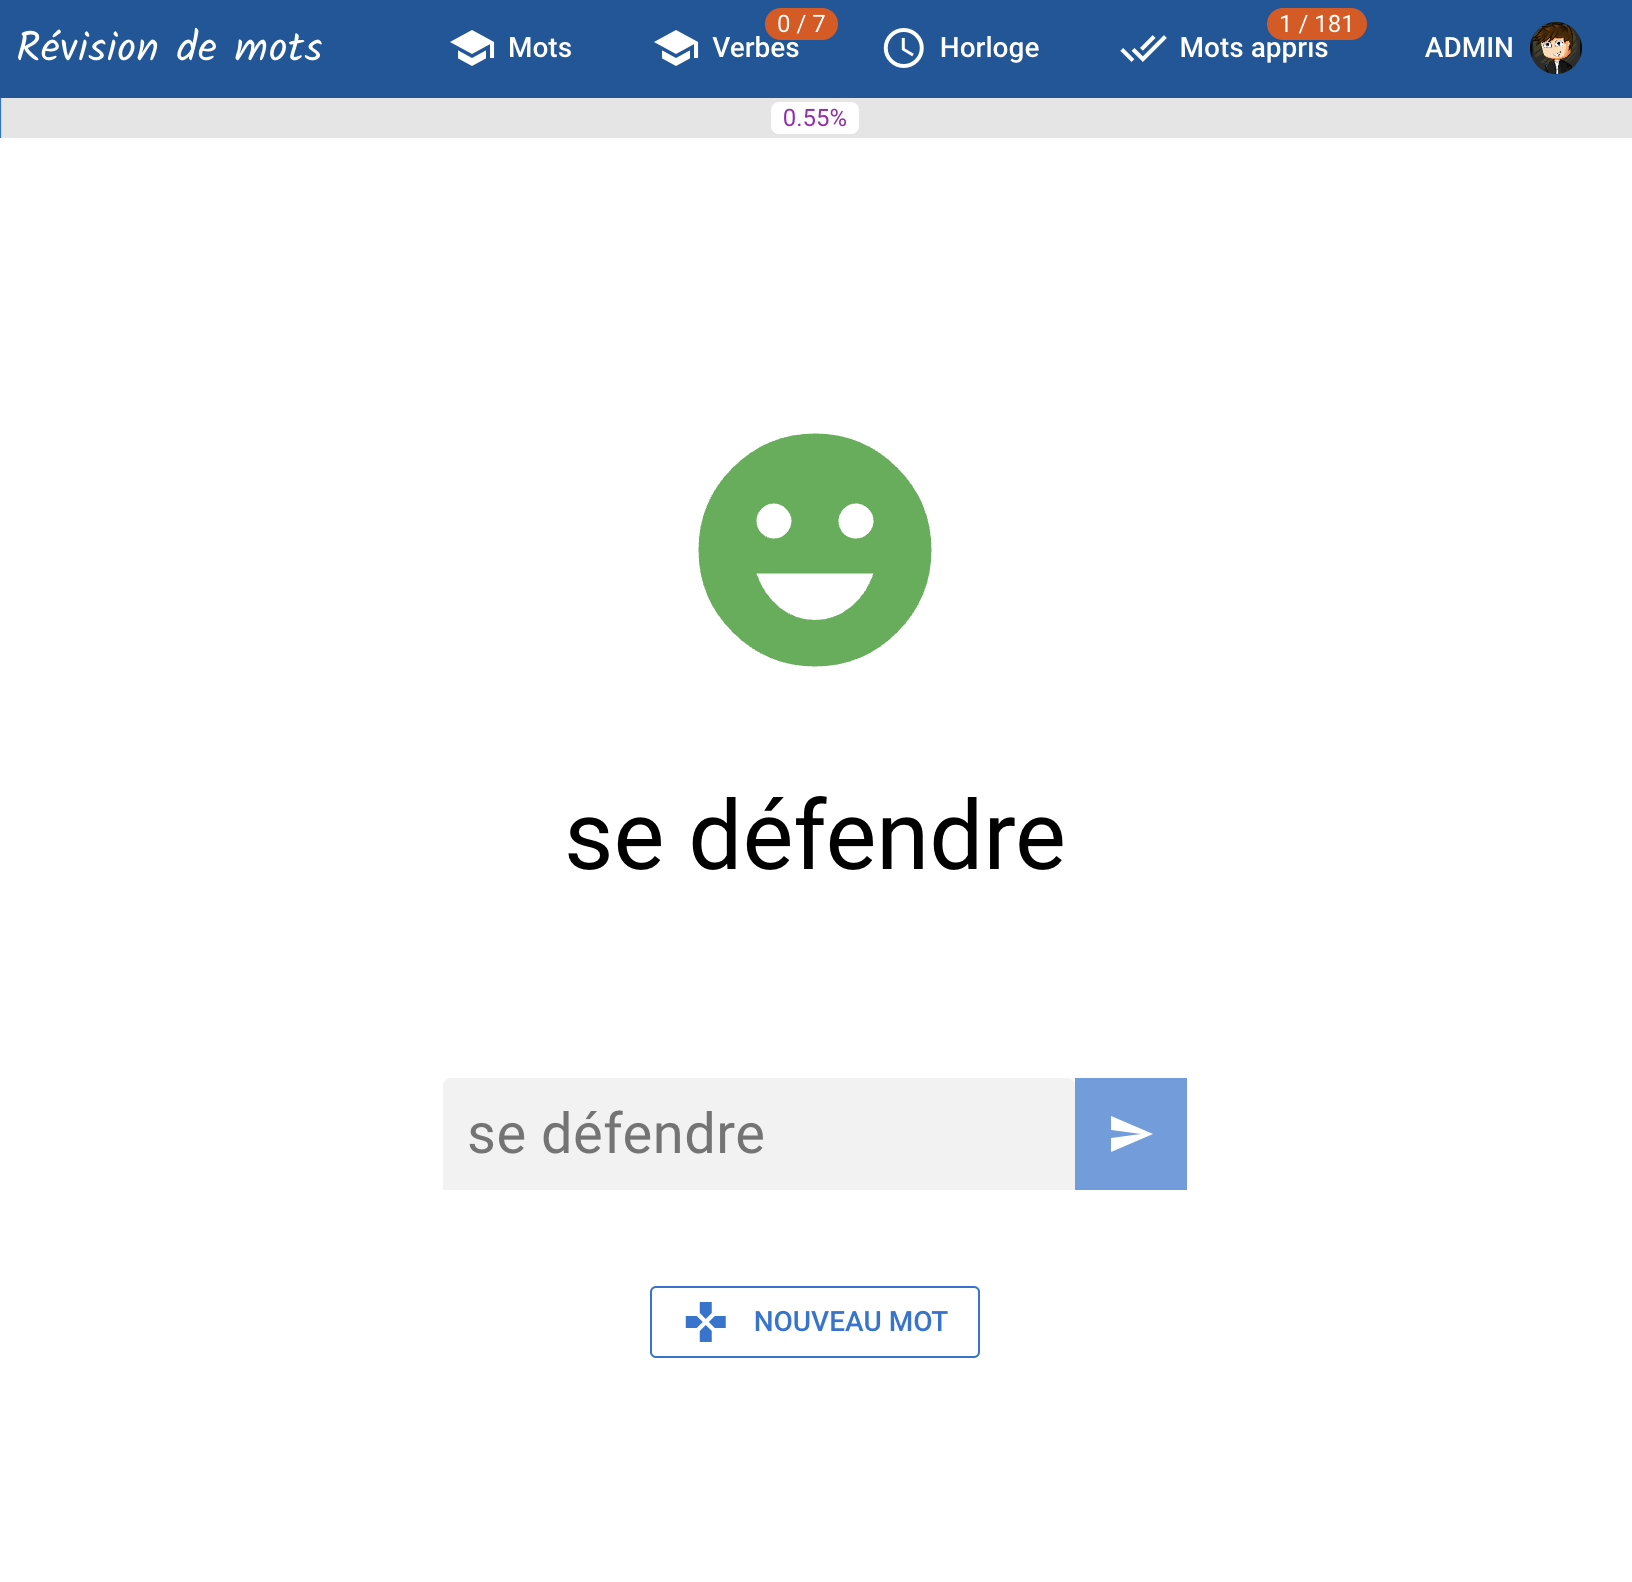 Révision de mots
Mots
Verbes
0 / 7
Horloge
Mots appris
1 / 181
ADMIN
0.55%
se défendre
se défendre
NOUVEAU MOT